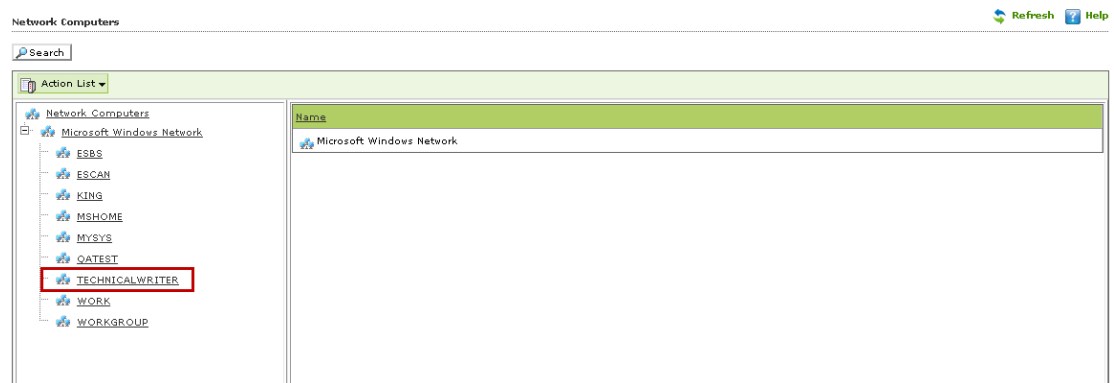 Network Computers
Refresh Help
Search
Action List
Network Computers
Microsoft Windows Network
ESBS
ESCAN
KING
MSHOME
MYSYS
QATEST
TECHNICALWRITER
WORK
WORKGROUP
Name
Microsoft Windows Network